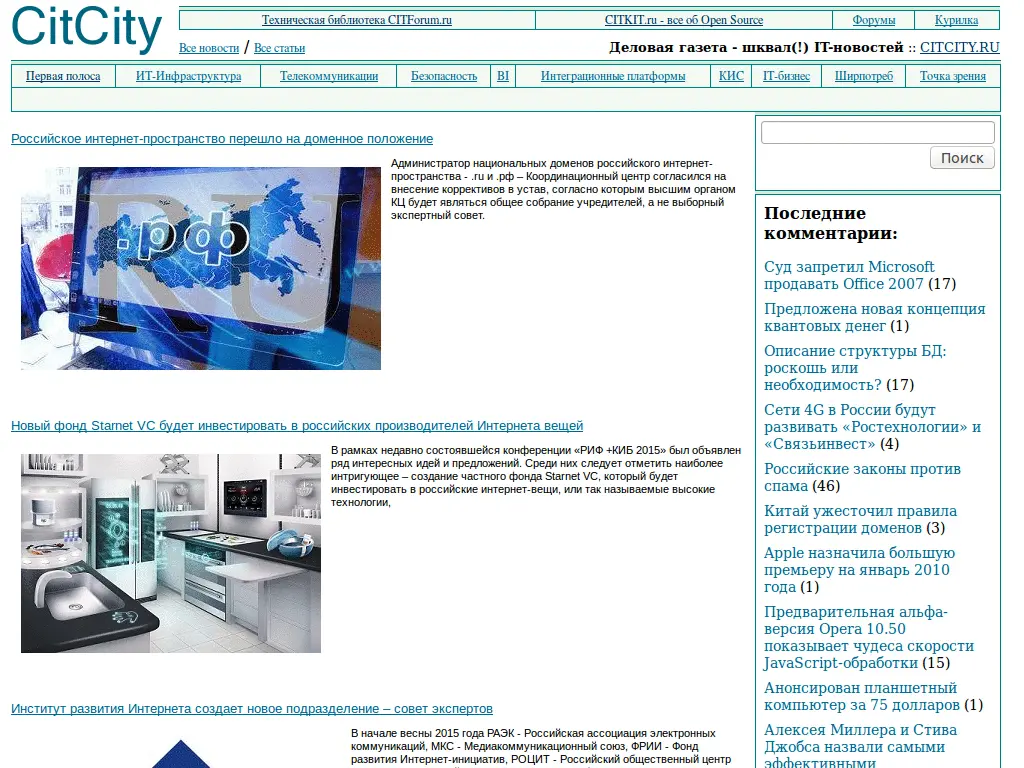 CitCity
Техническая библиотека CITForum.ru
CITKIT.ru - все об Open Source
Форумы
Курилка
Все новости / Все статьи
Деловая газета - шквал(!) IT-новостей :: CITCITY.RU
Первая полоса
ИТ-Инфраструктура
Телекоммуникации
Безопасность
BI
Интеграционные платформы
КИС
IT-бизнес
Ширпотреб
Точка зрения
Российское интернет-пространство перешло на доменное положение
.рф
RU
Администратор национальных доменов российского интернет-
пространства - .ru и .рф – Координационный центр согласился на
внесение коррективов в устав, согласно которым высшим органом
КЦ будет являться общее собрание учредителей, а не выборный
экспертный совет.
Новый фонд Starnet VC будет инвестировать в российских производителей Интернета вещей
В рамках недавно состоявшейся конференции «РИФ +КИБ 2015» был объявлен
ряд интересных идей и предложений. Среди них следует отметить наиболее
интригующее – создание частного фонда Starnet VC, который будет
инвестировать в российские интернет-вещи, или так называемые высокие
технологии,
Институт развития Интернета создает новое подразделение – совет экспертов
В начале весны 2015 года РАЭК - Российская ассоциация электронных
коммуникаций, МКС - Медиакоммуникационный союз, ФРИИ - Фонд
развития Интернет-инициатив, РОЦИТ - Российский общественный центр
Поиск
Последние
комментарии:
Суд запретил Microsoft
продавать Office 2007 (17)
Предложена новая концепция
квантовых денег (1)
Описание структуры БД:
роскошь или
необходимость? (17)
Сети 4G в России будут
развивать «Ростехнологии» и
«Связьинвест» (4)
Российские законы против
спама (46)
Китай ужесточил правила
регистрации доменов (3)
Apple назначила большую
премьеру на январь 2010
года (1)
Предварительная альфа-
версия Opera 10.50
показывает чудеса скорости
JavaScript-обработки (15)
Анонсирован планшетный
компьютер за 75 долларов (1)
Алексея Миллера и Стива
Джобса назвали самыми
эффективными